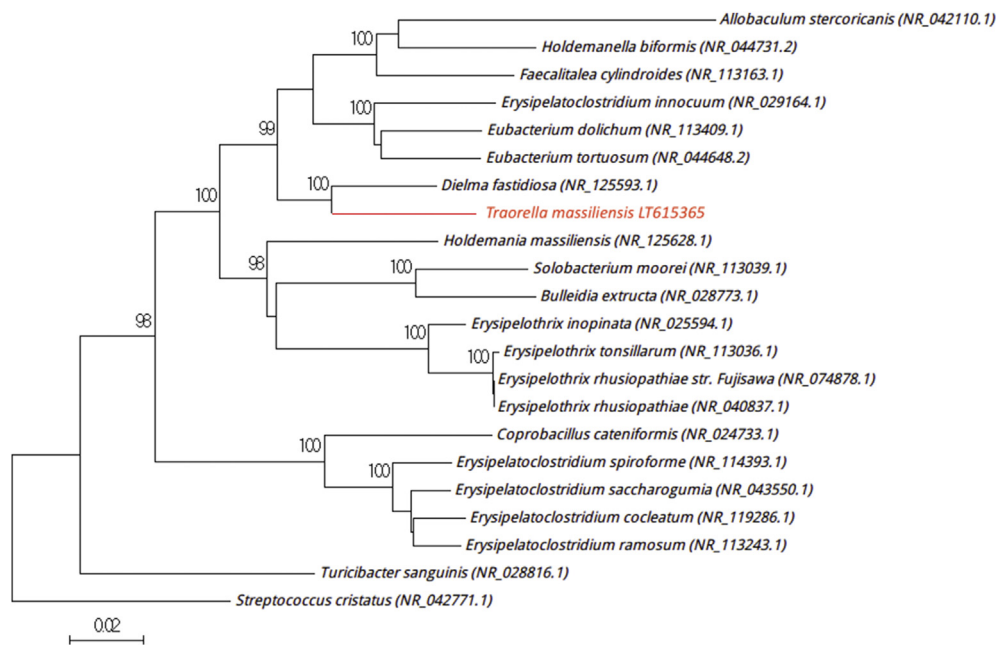 Allobaculum stercoricanis (NR_042110.1)
100
Holdemanella biformis (NR_044731.2)
Faecalitalea cylindroides (NR_113163.1)
100
Erysipelatoclostridium innocuum (NR_029164.1)
99
Eubacterium dolichum (NR_113409.1)
Eubacterium tortuosum (NR_044648.2)
100
Dielma fastidiosa (NR_125593.1)
100
Traorella massiliensis LT615365
Holdemania massiliensis (NR_125628.1)
98
100
Solobacterium moorei (NR_113039.1)
Bulleidia extructa (NR_028773.1)
98
100
Erysipelothrix inopinata (NR_025594.1)
100
Erysipelothrix tonsillarum (NR_113036.1)
Erysipelothrix rhusiopathiae str. Fujisawa (NR_074878.1)
Erysipelothrix rhusiopathiae (NR_040837.1)
100
Coprobacillus cateniformis (NR_024733.1)
100
Erysipelatoclostridium spiroforme (NR_114393.1)
Erysipelatoclostridium saccharogumia (NR_043550.1)
Erysipelatoclostridium cocleatum (NR_119286.1)
Erysipelatoclostridium ramosum (NR_113243.1)
Turicibacter sanguinis (NR_028816.1)
Streptococcus cristatus (NR_042771.1)
0.02